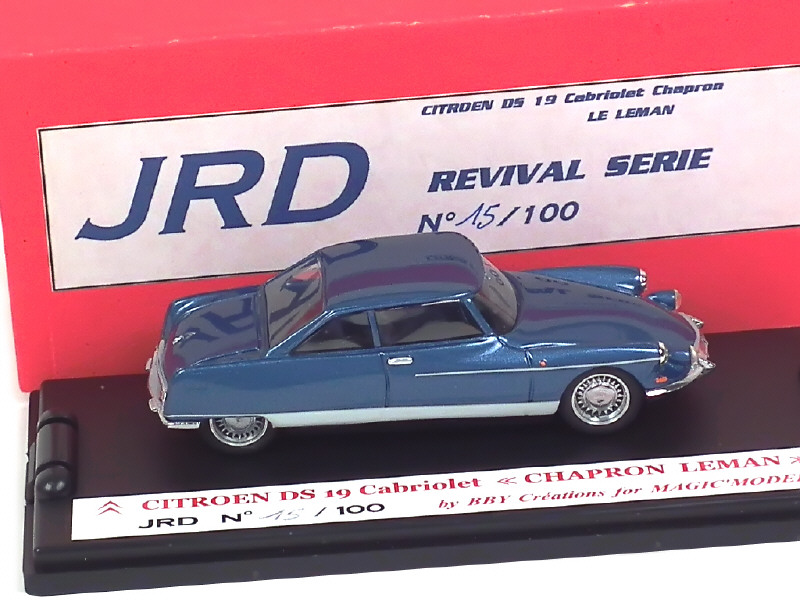 CITROEN DS 19 Cabriolet Chapron
LE LEMAN
JRD
REVIVAL SERIE
N° 15/100
CITROEN DS 19 Cabriolet « CHAPRON LEMAN
JRD N° 15/100
by BBY Créations for MAGIC'MODEL